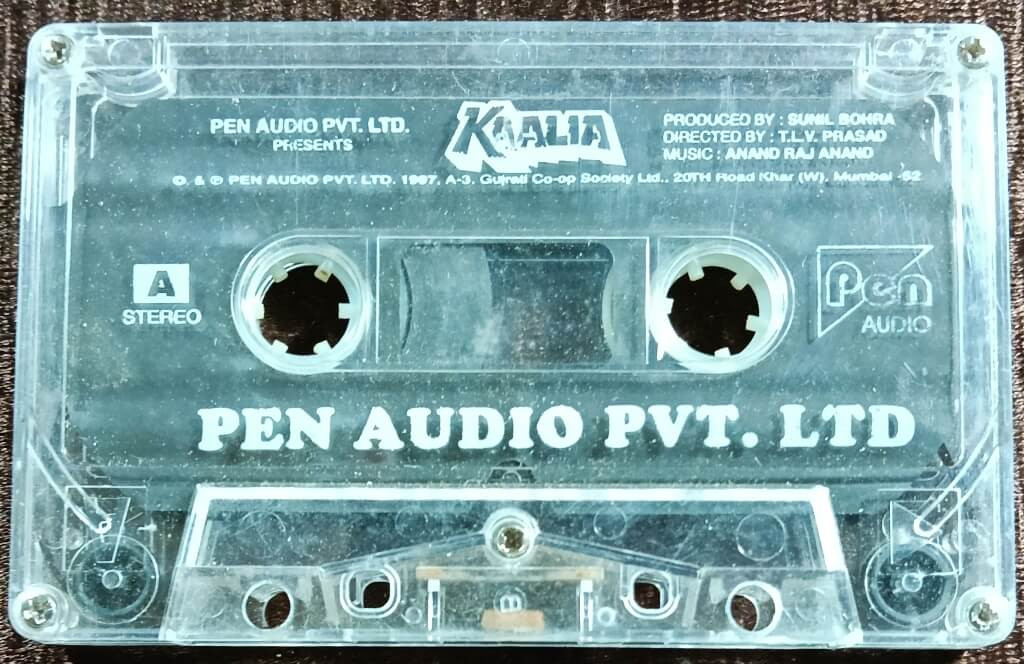 PEN AUDIO PVT. LTD.
PRESENTS
KAALIA
PRODUCED BY : SUNIL BOHRA
DIRECTED BY : T.L.V. PRASAD
MUSIC : ANAND RAJ ANAND
©. & ℗ PEN AUDIO PVT. LTD. 1997, A-3, Gujrati Co-op Society Ltd., 20TH Road Khar (W), Mumbai -52
A
STEREO
Pen
AUDIO
PEN AUDIO PVT. LTD